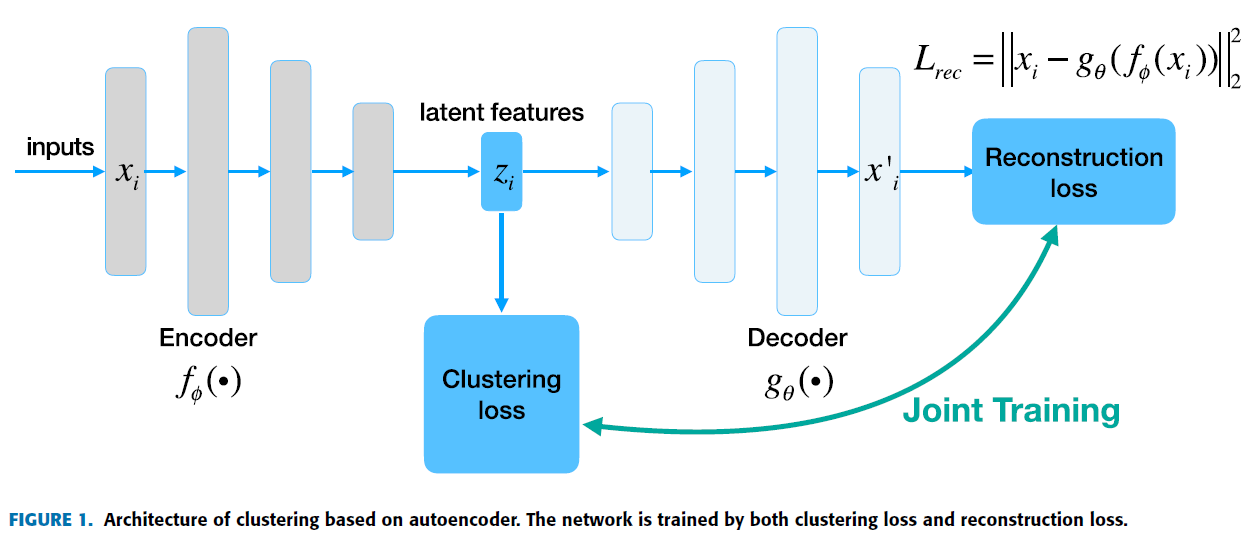 L_{rec} = ||x_i − g_θ(f_ϕ(x_i))||_2^2
latent features
inputs
x_i
z_i
x'_i
Reconstruction
loss
Encoder
f_ϕ(•)
Decoder
g_θ(•)
Clustering
loss
Joint Training
FIGURE 1. Architecture of clustering based on autoencoder. The network is trained by both clustering loss and reconstruction loss.